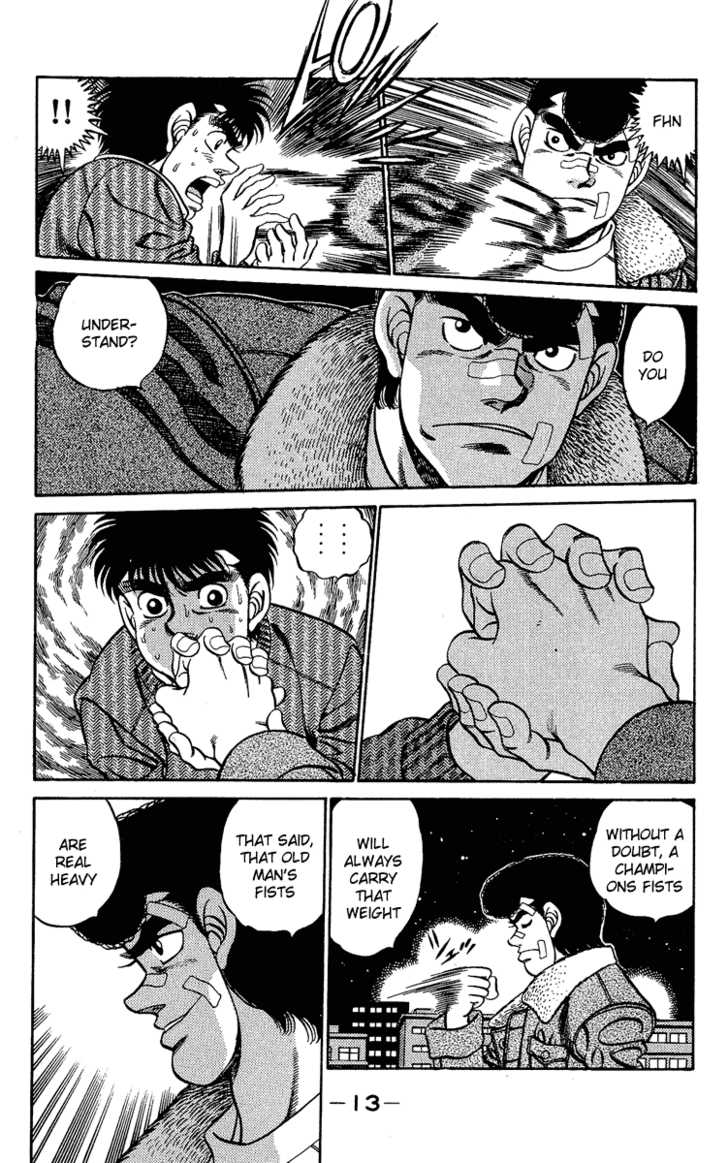 FHN
!!
DO
YOU
UNDER-
STAND?
......
WITHOUT A
DOUBT, A
CHAMPI-
ONS FISTS
WILL
ALWAYS
CARRY
THAT
WEIGHT
THAT SAID,
THAT OLD
MAN'S
FISTS
ARE
REAL
HEAVY
—13—